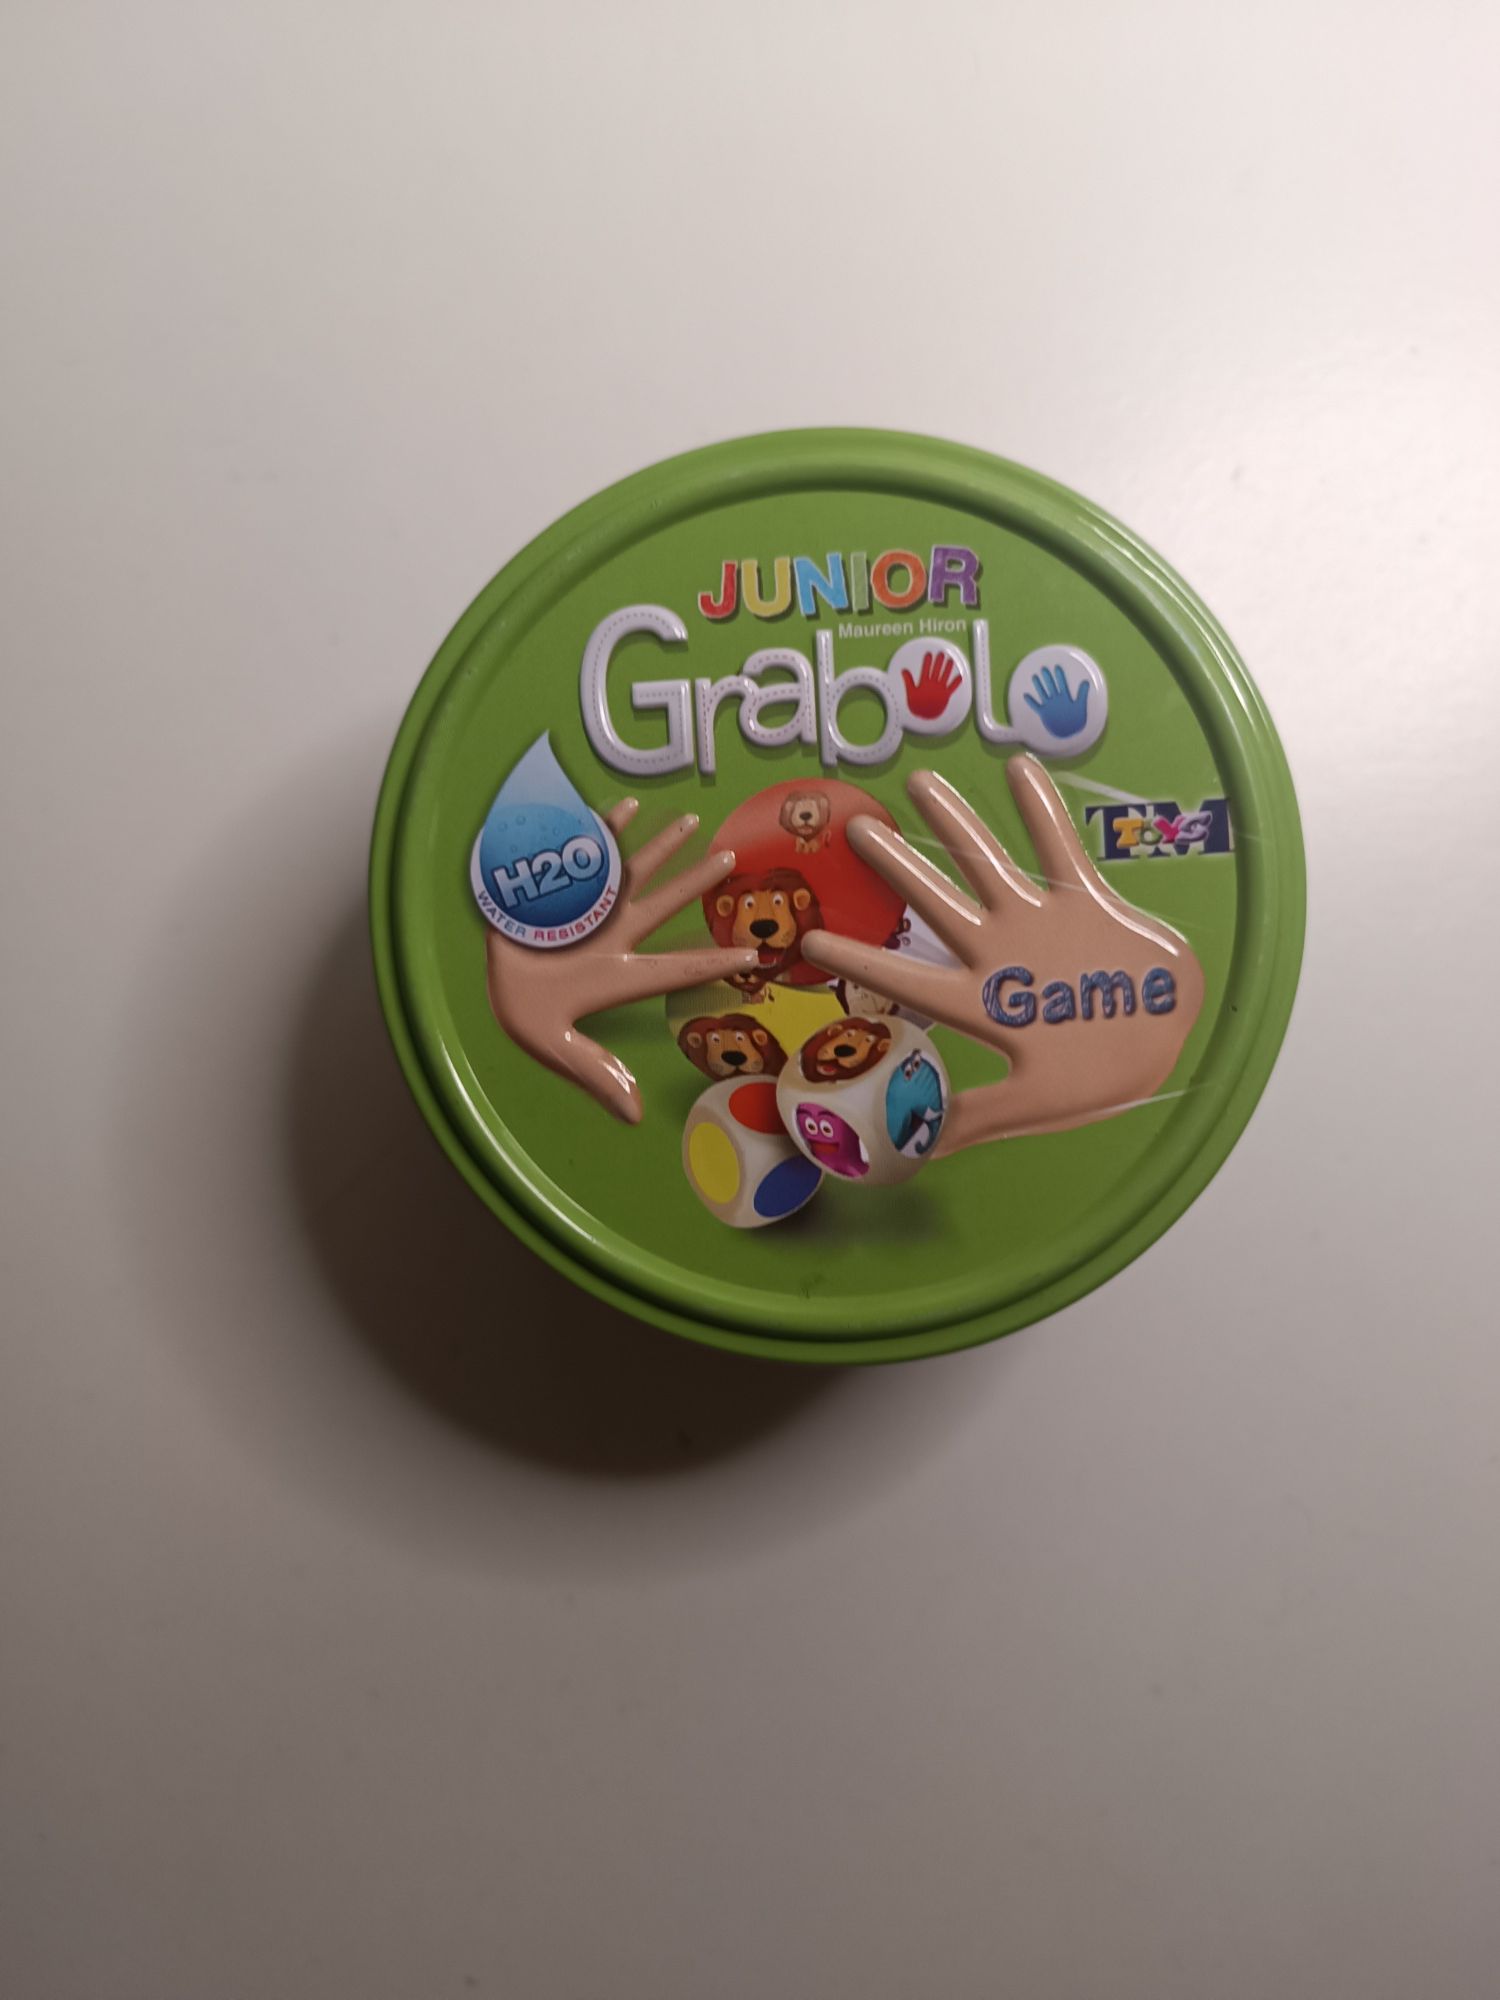 JUNIOR
Maureen Hiron
Grabolo
H2O
WATER RESISTANT
TM
TOYS
Game